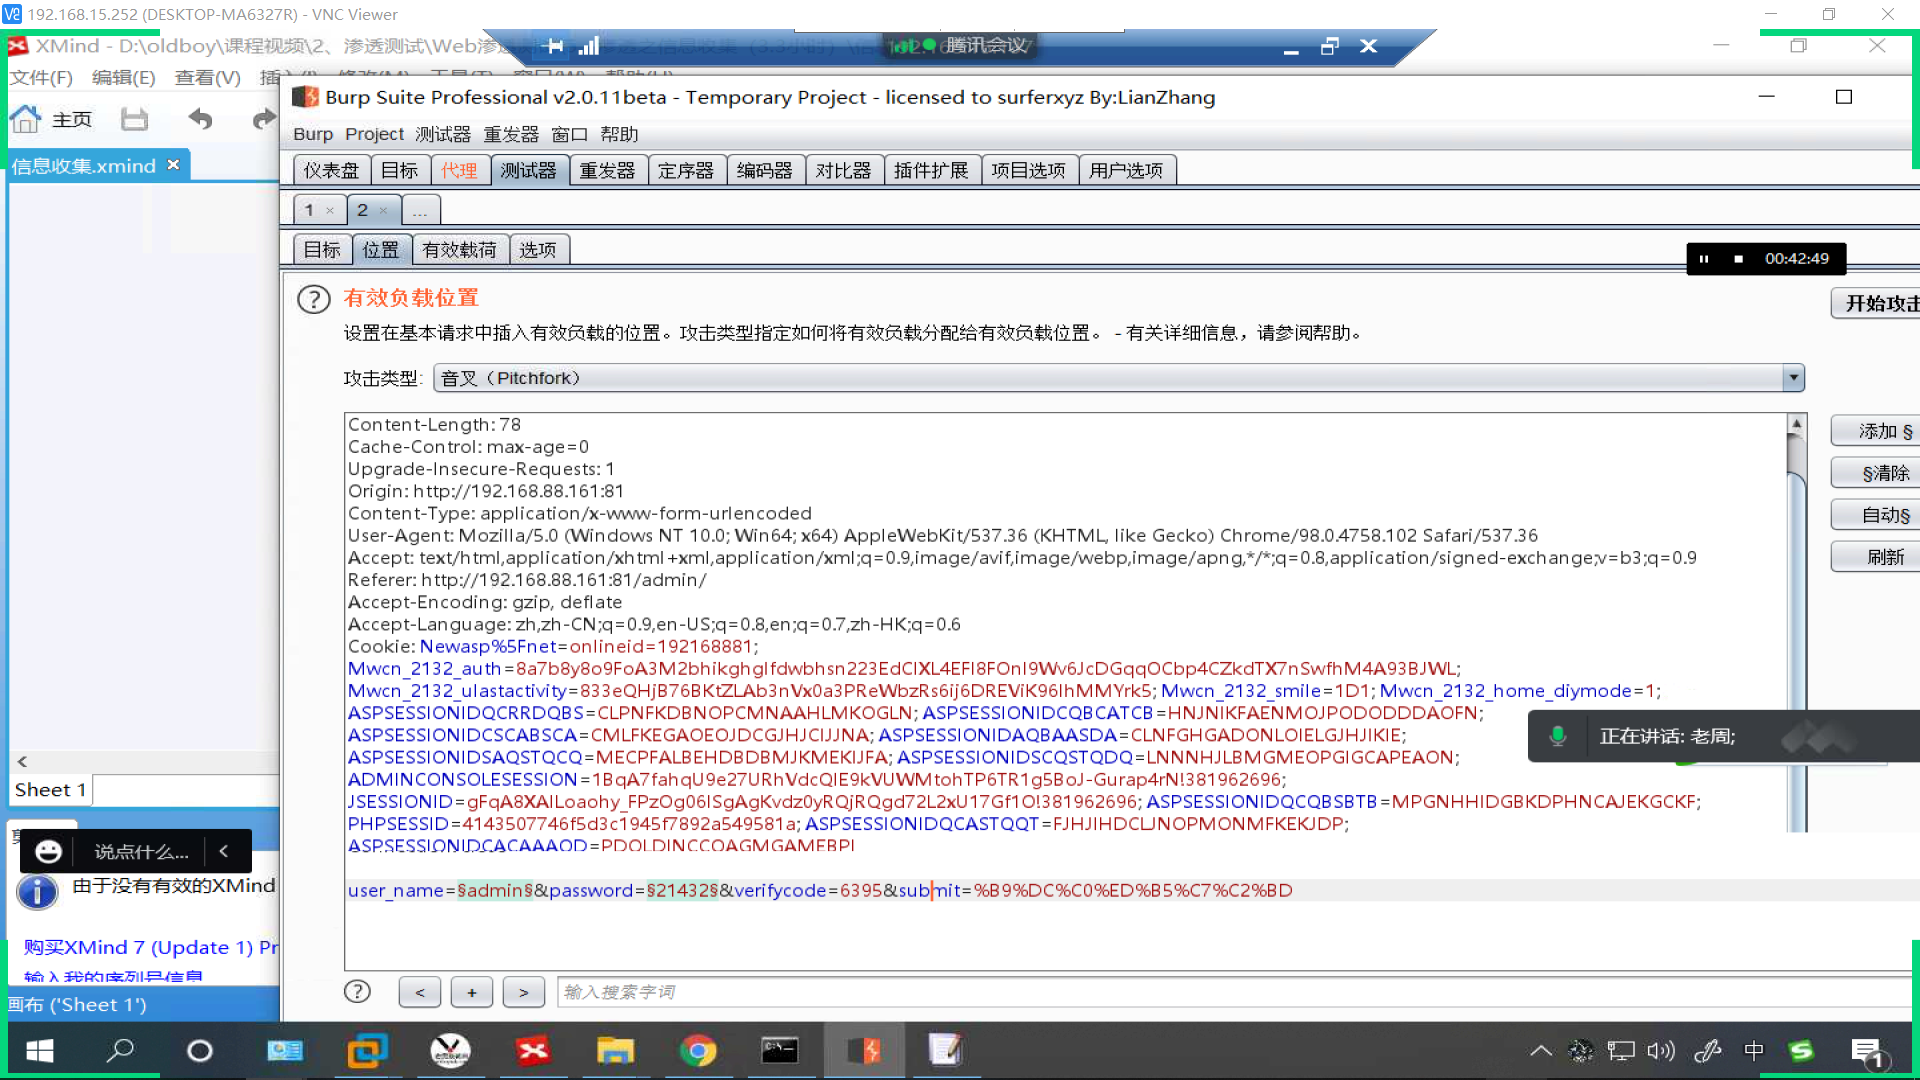 192.168.15.252 (DESKTOP-MA6327R) - VNC Viewer
XMind - D:\oldboy\课程视频\2、渗透测试\Web渗
腾讯会议
文件(F) 编辑(E) 查看(V)
主页
信息收集.xmind
Burp Suite Professional v2.0.11beta - Temporary Project - licensed to surferxyz By:LianZhang
Burp Project 测试器 重发器 窗口 帮助
仪表盘 目标 代理 测试器 重发器 定序器 编码器 对比器 插件扩展 项目选项 用户选项
1 × 2 × ...
目标 位置 有效载荷 选项
00:42:49
有效负载位置
开始攻击
设置在基本请求中插入有效负载的位置。攻击类型指定如何将有效负载分配给有效负载位置。 - 有关详细信息，请参阅帮助。
攻击类型: 音叉（Pitchfork）
Content-Length: 78
Cache-Control: max-age=0
Upgrade-Insecure-Requests: 1
Origin: http://192.168.88.161:81
Content-Type: application/x-www-form-urlencoded
User-Agent: Mozilla/5.0 (Windows NT 10.0; Win64; x64) AppleWebKit/537.36 (KHTML, like Gecko) Chrome/98.0.4758.102 Safari/537.36
Accept: text/html,application/xhtml+xml,application/xml;q=0.9,image/avif,image/webp,image/apng,*/*;q=0.8,application/signed-exchange;v=b3;q=0.9
Referer: http://192.168.88.161:81/admin/
Accept-Encoding: gzip, deflate
Accept-Language: zh,zh-CN;q=0.9,en-US;q=0.8,en;q=0.7,zh-HK;q=0.6
Cookie: Newasp%5Fnet=onlineid=192168881;
Mwcn_2132_auth=8a7b8y8o9FoA3M2bhikghglfdwbhsn223EdCIXL4EFI8FOnI9Wv6JcDGqqOCbp4CZkdTX7nSwfhM4A93BJWL;
Mwcn_2132_ulastactivity=833eQHjB76BKtZLAb3nVx0a3PReWbzRs6ij6DREViK96IhMMYrk5; Mwcn_2132_smile=1D1; Mwcn_2132_home_diymode=1;
ASPSESSIONIDQCRRDQBS=CLPNFKDBNOPCMNAAHLMKOGLN; ASPSESSIONIDCQBCATCB=HNJNIKFAENMOJPODODDDAOFN;
ASPSESSIONIDCSCABSCA=CMLFKEGAOEOJDCGJHJCIJJNA; ASPSESSIONIDAQBAASDA=CLNFGHGADONLOIELGJHJIKIE;
ASPSESSIONIDSAQSTQCQ=MECPFALBEHDBDBMJKMEKIJFA; ASPSESSIONIDSCQSTQDQ=LNNNHJLBMGMEOPGIGCAPEAON;
ADMINCONSOLESESSION=1BqA7fahqU9e27URhVdcQIE9kVUWMtohTP6TR1g5BoJ-Gurap4rN!381962696;
JSESSIONID=gFqA8XAILoaohy_FPzOg06ISgAgKvdz0yRQjRQgd72L2xU17Gf1O!381962696; ASPSESSIONIDQCQBSBTB=MPGNHHIDGBKDPHNCAJEKGCKF;
PHPSESSID=4143507746f5d3c1945f7892a549581a; ASPSESSIONIDQCASTQQT=FJHJIHDCLJNOPMONMFKEKJDP;
ASPSESSIONIDCACAAAOD=PDOLDINCCOAGMGAMEBPL
user_name=§admin§&password=§21432§&verifycode=6395&submit=%B9%DC%C0%ED%B5%C7%C2%BD
添加 §
§清除
自动§
刷新
正在讲话: 老周;
Sheet 1
说点什么...
由于没有有效的XMind
购买XMind 7 (Update 1) Pr
输入我的序列号信息
画布 ('Sheet 1')
< + > 输入搜索字词
中
1